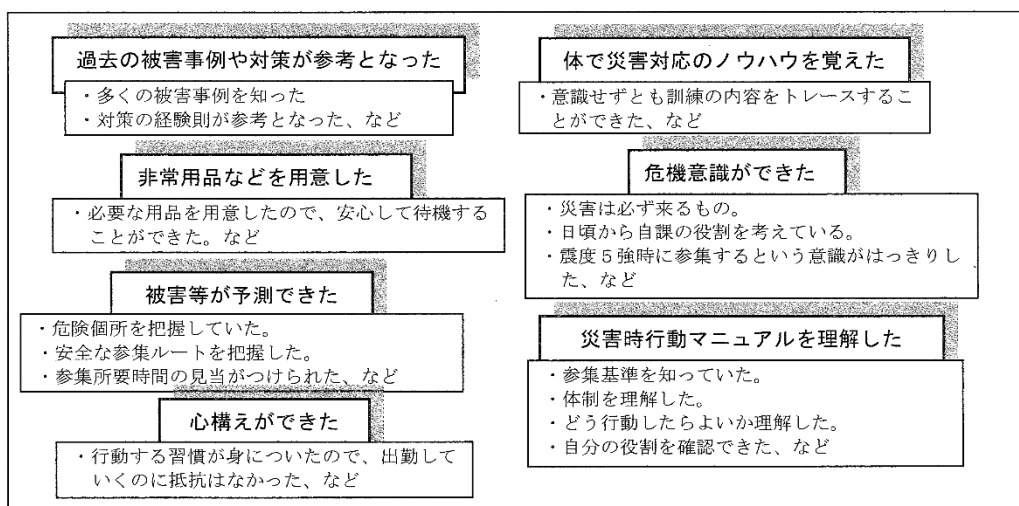 過去の被害事例や対策が参考となった
・多くの被害事例を知った
・対策の経験則が参考となった、など
非常用品などを用意した
・必要な用品を用意したので、安心して待機する
ことができた。など
被害等が予測できた
・危険個所を把握していた。
・安全な参集ルートを把握した。
・参集所要時間の見当がつけられた、など
心構えができた
・行動する習慣が身についたので、出勤して
いくのに抵抗はなかった、など
体で災害対応のノウハウを覚えた
・意識せずとも訓練の内容をトレースするこ
とができた、など
危機意識ができた
・災害は必ず来るもの。
・日頃から自課の役割を考えている。
・震度５強時に参集するという意識がはっきりし
た、など
災害時行動マニュアルを理解した
・参集基準を知っていた。
・体制を理解した。
・どう行動したらよいか理解した。
・自分の役割を確認できた、など